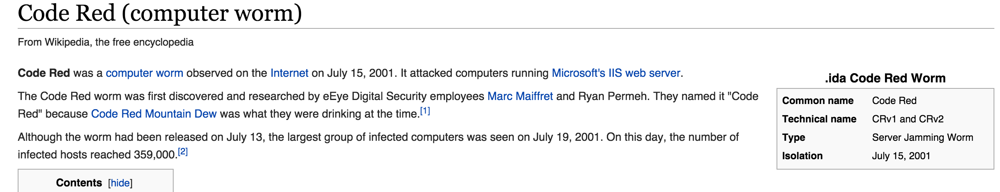 Code Red (computer worm)
From Wikipedia, the free encyclopedia
Code Red was a computer worm observed on the Internet on July 15, 2001. It attacked computers running Microsoft's IIS web server.
The Code Red worm was first discovered and researched by eEye Digital Security employees Marc Maiffret and Ryan Permeh. They named it "Code
Red" because Code Red Mountain Dew was what they were drinking at the time.[1]
Although the worm had been released on July 13, the largest group of infected computers was seen on July 19, 2001. On this day, the number of
infected hosts reached 359,000.[2]
Contents [hide]
.ida Code Red Worm
Common name Code Red
Technical name CRv1 and CRv2
Type Server Jamming Worm
Isolation July 15, 2001